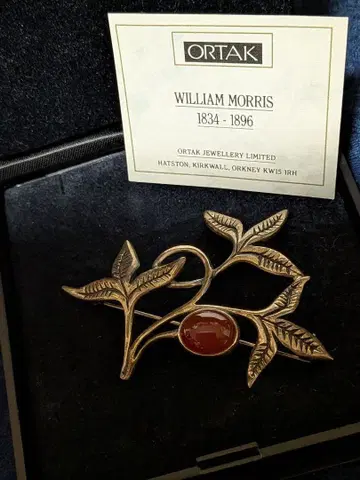 ORTAK
WILLIAM MORRIS
1834 - 1896
ORTAK JEWELLERY LIMITED
HATSTON, KIRKWALL, ORKNEY KW15 1RH